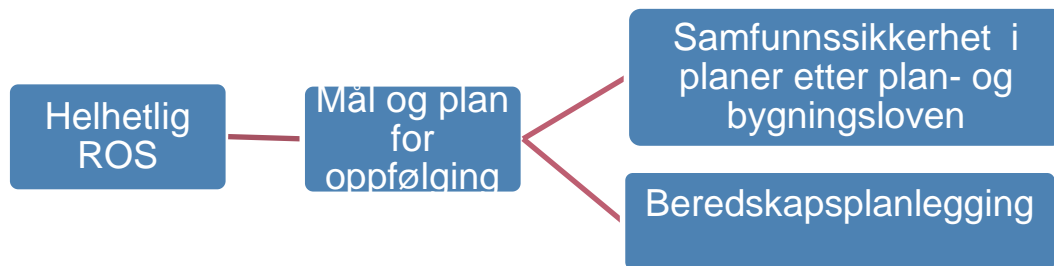 Helhetlig
ROS
Mål og plan
for
oppfølging
Samfunnssikkerhet i
planer etter plan- og
bygningsloven
Beredskapsplanlegging